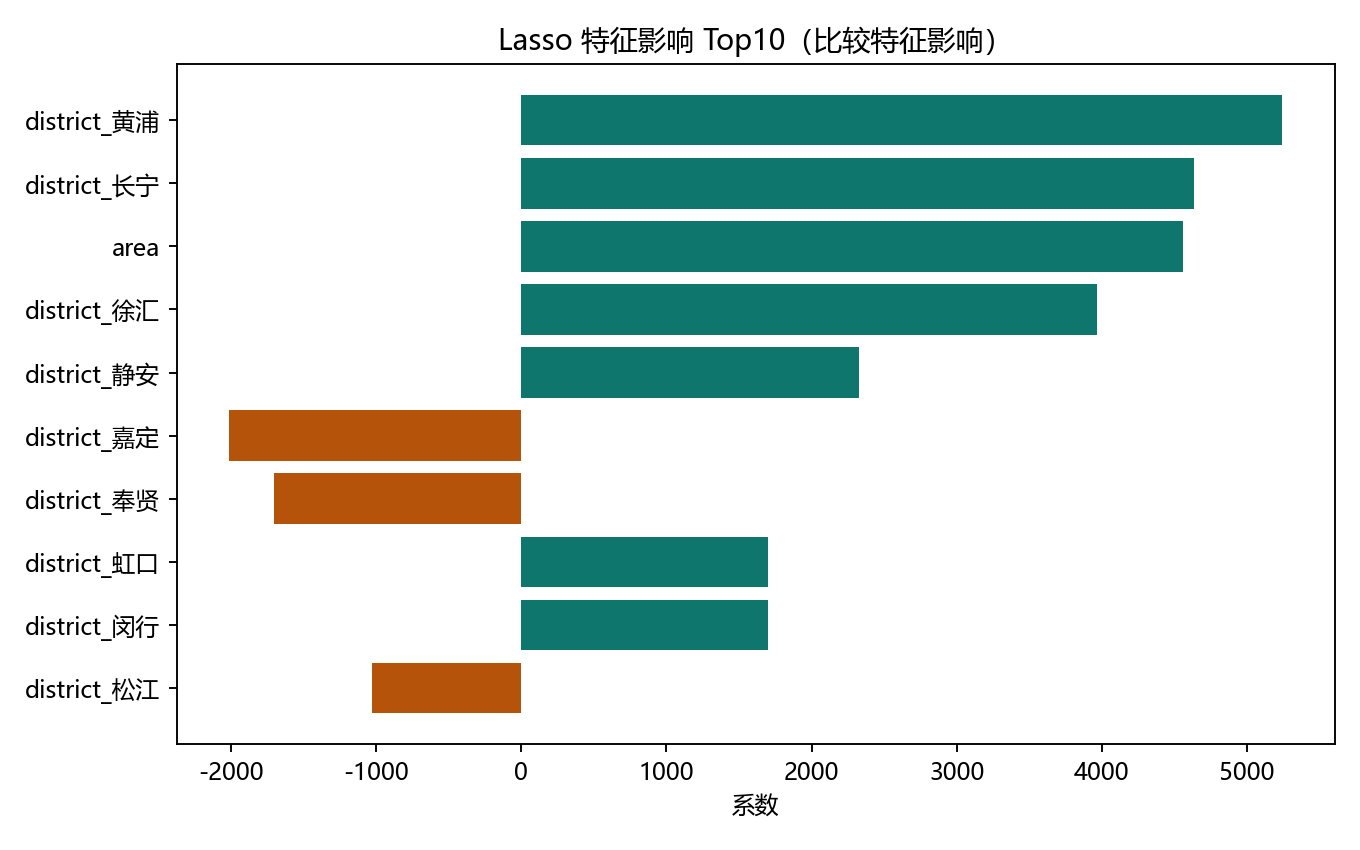 Lasso 特征影响 Top10（比较特征影响）
district_黄浦
district_长宁
area
district_徐汇
district_静安
district_嘉定
district_奉贤
district_虹口
district_闵行
district_松江
-2000 -1000 0 1000 2000 3000 4000 5000
系数